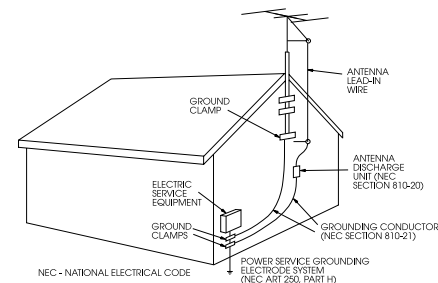 ANTENNA
LEAD-IN
WIRE
GROUND
CLAMP
ANTENNA
DISCHARGE
UNIT (NEC
SECTION 810-20)
ELECTRIC
SERVICE
EQUIPMENT
GROUNDING CONDUCTOR
(NEC SECTION 810-21)
GROUND
CLAMPS
POWER SERVICE GROUNDING
ELECTRODE SYSTEM
(NEC ART 250, PART H)
NEC - NATIONAL ELECTRICAL CODE